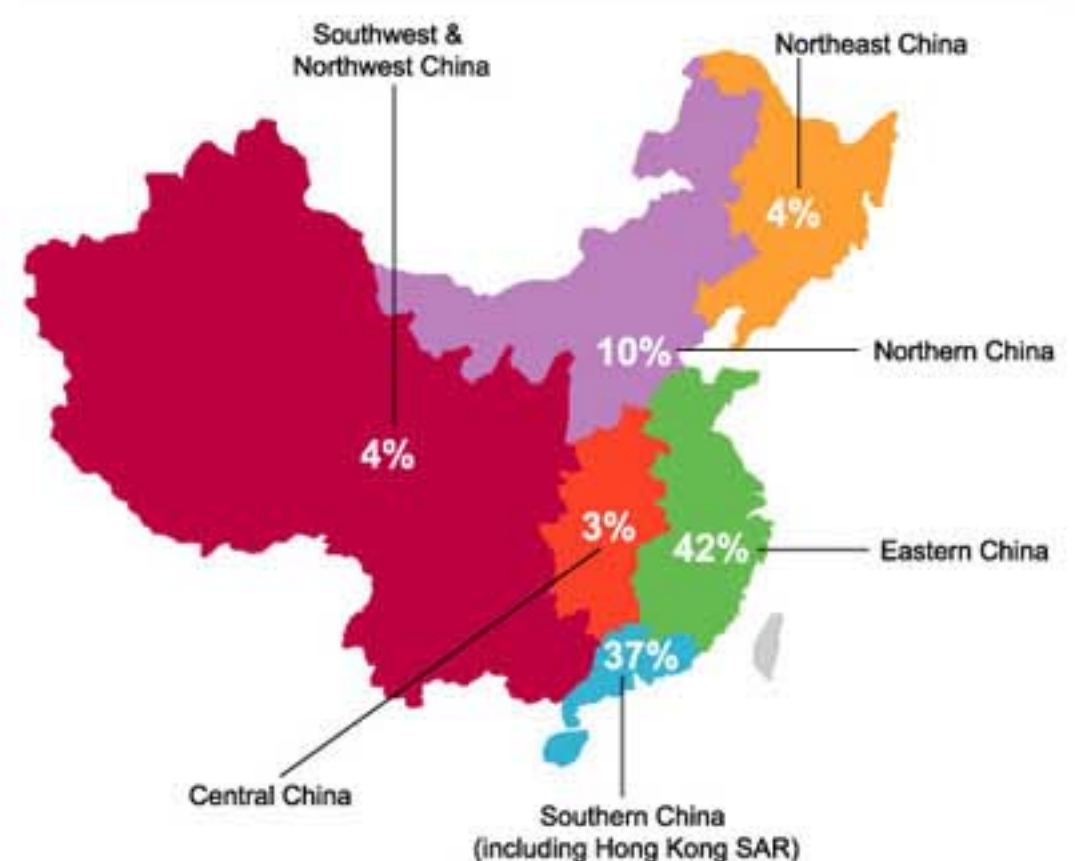 Southwest &
Northwest China
Northeast China
4%
10%
Northern China
4%
3%
42%
Eastern China
37%
Central China
Southern China
(including Hong Kong SAR)